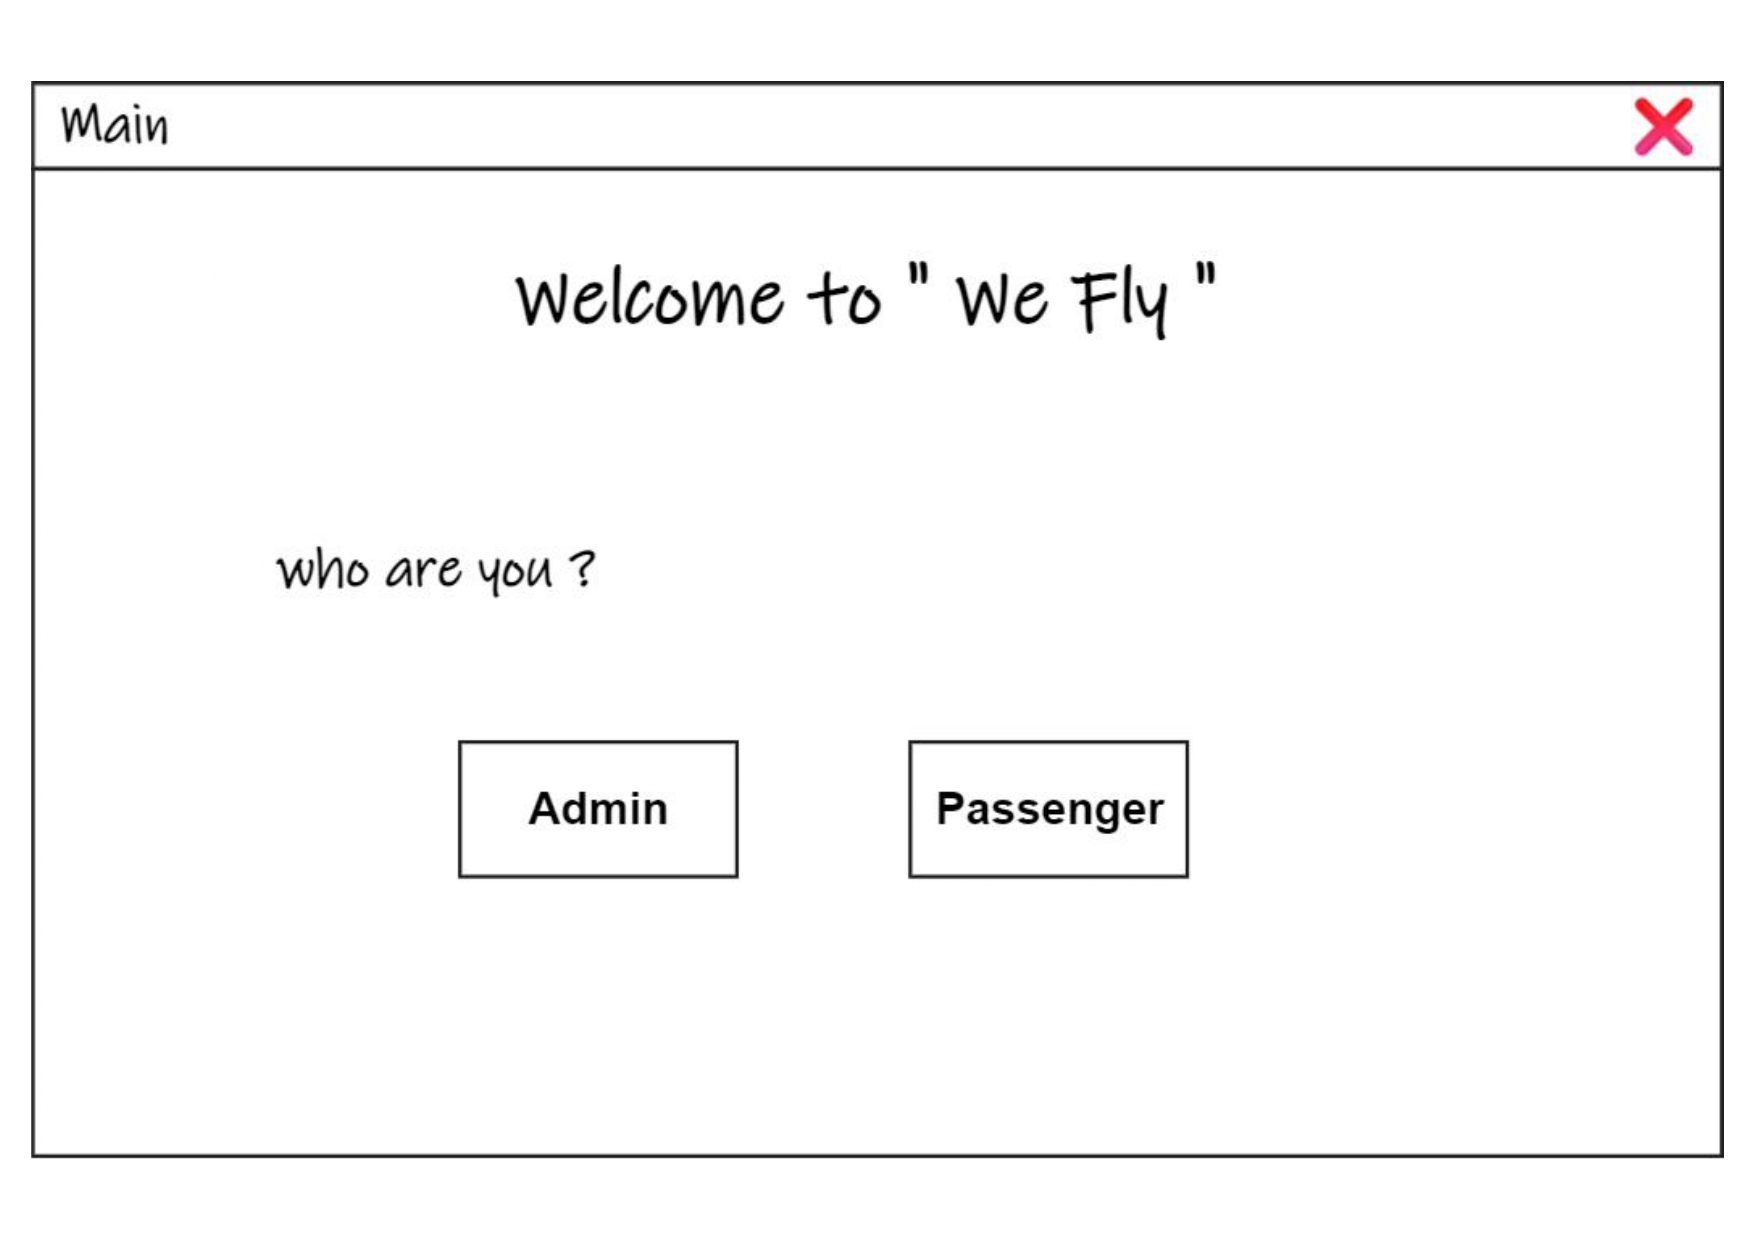 Main
Welcome to " We Fly "
who are you ?
Admin
Passenger